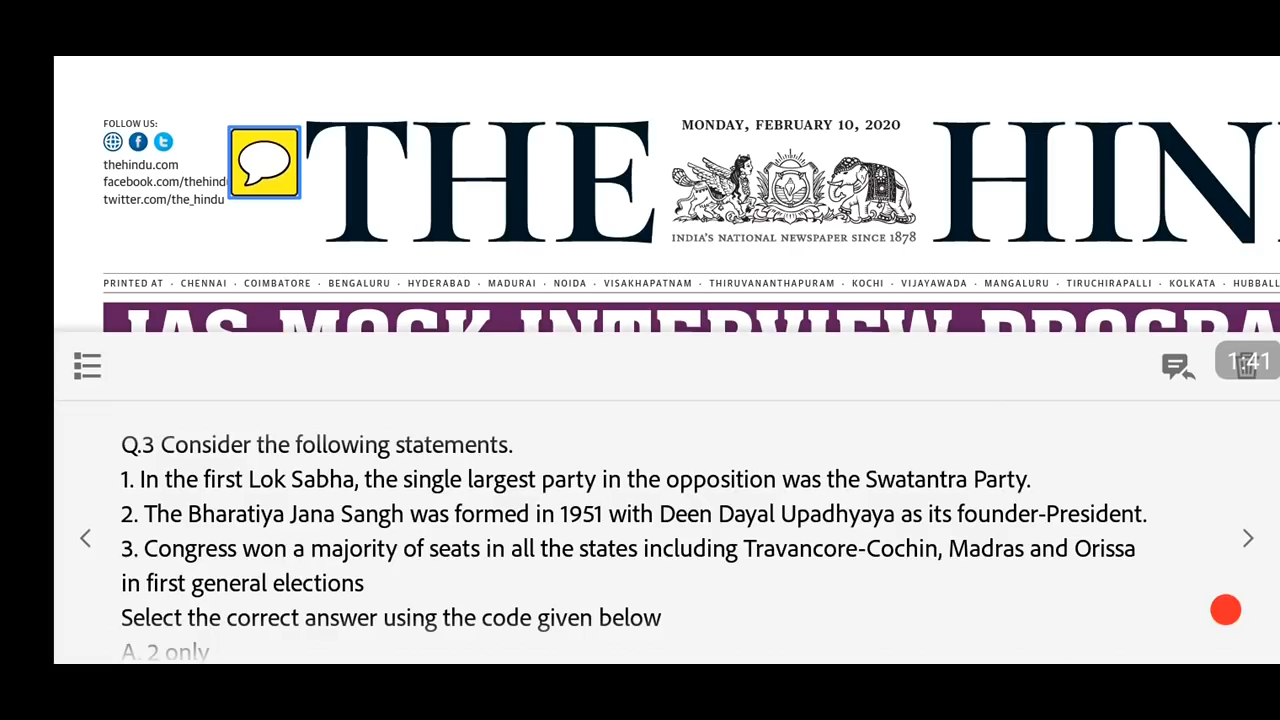 FOLLOW US:
thehindu.com
facebook.com/thehind
twitter.com/the_hindu
THE HIN
MONDAY, FEBRUARY 10, 2020
INDIA'S NATIONAL NEWSPAPER SINCE 1878
PRINTED AT · CHENNAI · COIMBATORE · BENGALURU · HYDERABAD · MADURAI · NOIDA · VISAKHAPATNAM · THIRUVANANTHAPURAM · KOCHI · VIJAYAWADA · MANGALURU · TIRUCHIRAPALLI · KOLKATA · HUBBALL
IAS MOCK INTERVIEW PROGRA
1:41
Q.3 Consider the following statements.
1. In the first Lok Sabha, the single largest party in the opposition was the Swatantra Party.
2. The Bharatiya Jana Sangh was formed in 1951 with Deen Dayal Upadhyaya as its founder-President.
3. Congress won a majority of seats in all the states including Travancore-Cochin, Madras and Orissa
in first general elections
Select the correct answer using the code given below
A. 2 only